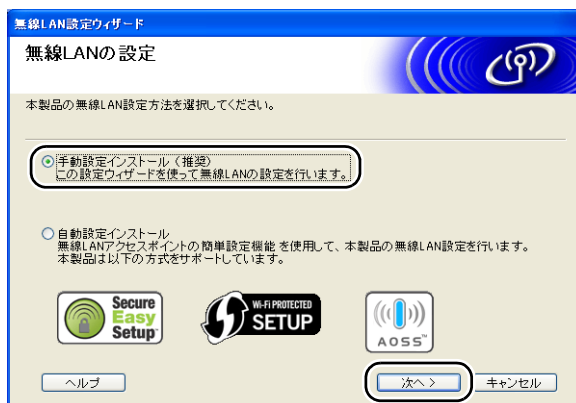 無線LAN設定ウィザード
無線LANの設定
本製品の無線LAN設定方法を選択してください。
手動設定インストール（推奨）
この設定ウィザードを使って無線LANの設定を行います。
自動設定インストール
無線LANアクセスポイントの簡単設定機能 を使用して、本製品の無線LAN設定を行います。
本製品は以下の方式をサポートしています。
Secure
Easy
Setup
WI-FI PROTECTED
SETUP
AOSS™
ヘルプ
次へ >
キャンセル